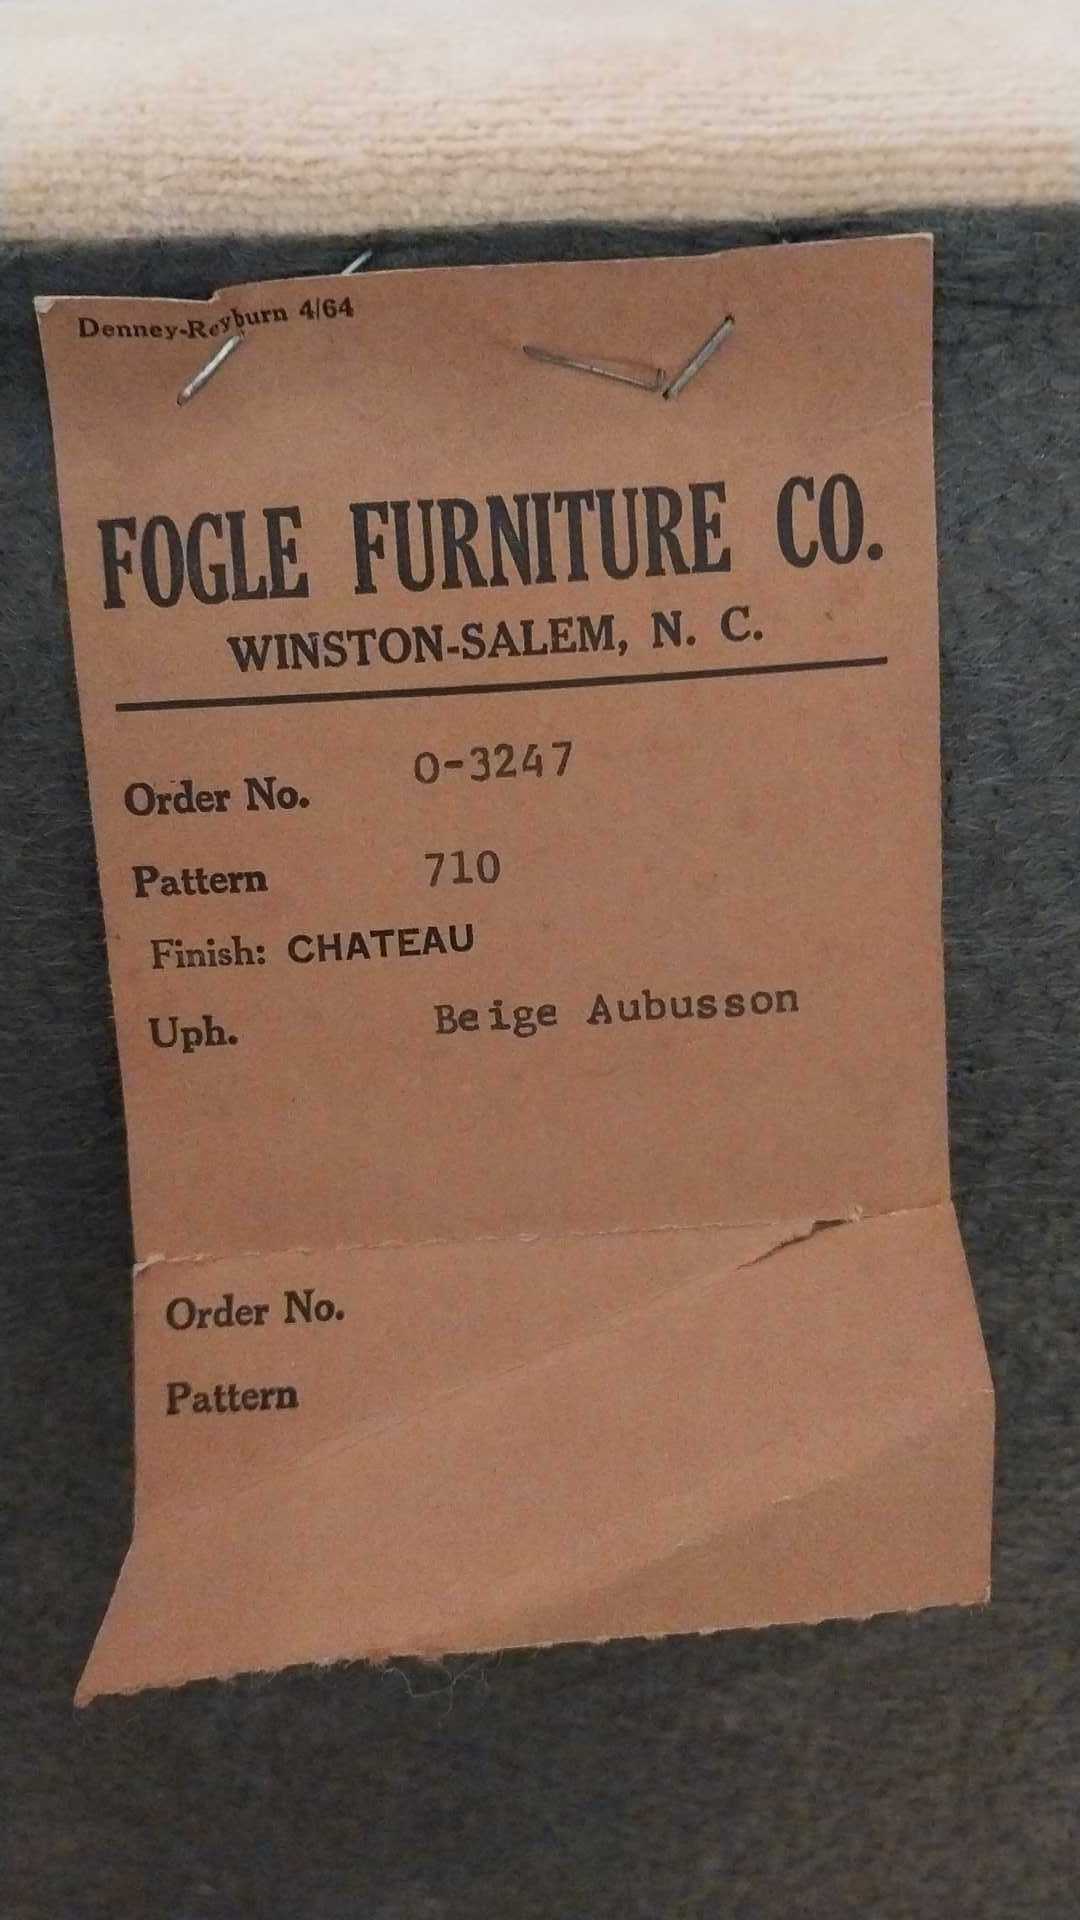 Denney-Reyburn 4/64
FOGLE FURNITURE CO.
WINSTON-SALEM, N. C.
Order No. O-3247
Pattern 710
Finish: CHATEAU
Uph. Beige Aubusson
Order No.
Pattern